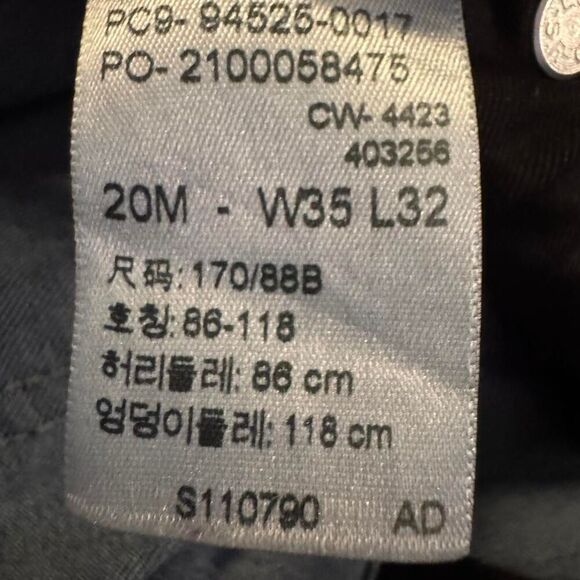 PC9- 94525-0017
PO- 2100058475
CW- 4423
403256
20M - W35 L32
尺码: 170/88B
호칭: 86-118
허리둘레: 86 cm
엉덩이둘레: 118 cm
S110790 AD